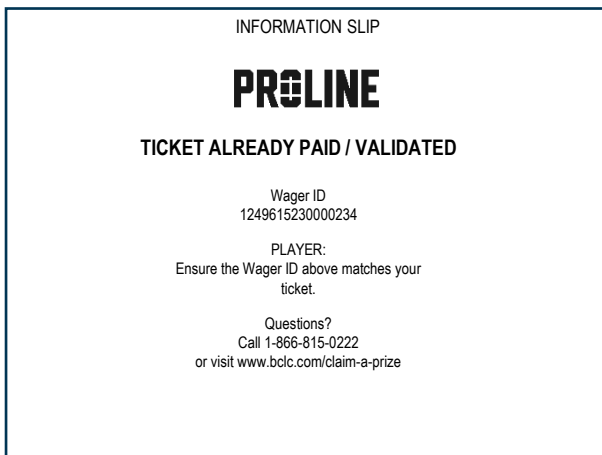 INFORMATION SLIP
PROLINE
TICKET ALREADY PAID / VALIDATED
Wager ID
1249615230000234
PLAYER:
Ensure the Wager ID above matches your
ticket.
Questions?
Call 1-866-815-0222
or visit www.bclc.com/claim-a-prize